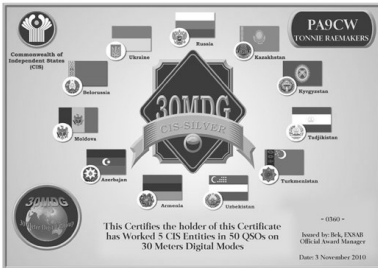 PA9CW
TONNIE RAEMAKERS
Commonwealth of
Independent States
(CIS)
Russia
Ukraine
Kazakhstan
Belorussia
Kyrgyzstan
30MDG
CIS-SILVER
Moldova
Tadjikistan
Azerbajan
Turkmenistan
Armenia
Uzbekistan
30MDG
This Certifies the holder of this Certificate
has Worked 5 CIS Entities in 50 QSOs on
30 Meters Digital Modes
- 0360 -
Issued by: Bek, EX8AB
Official Award Manager
Date: 3 November 2010